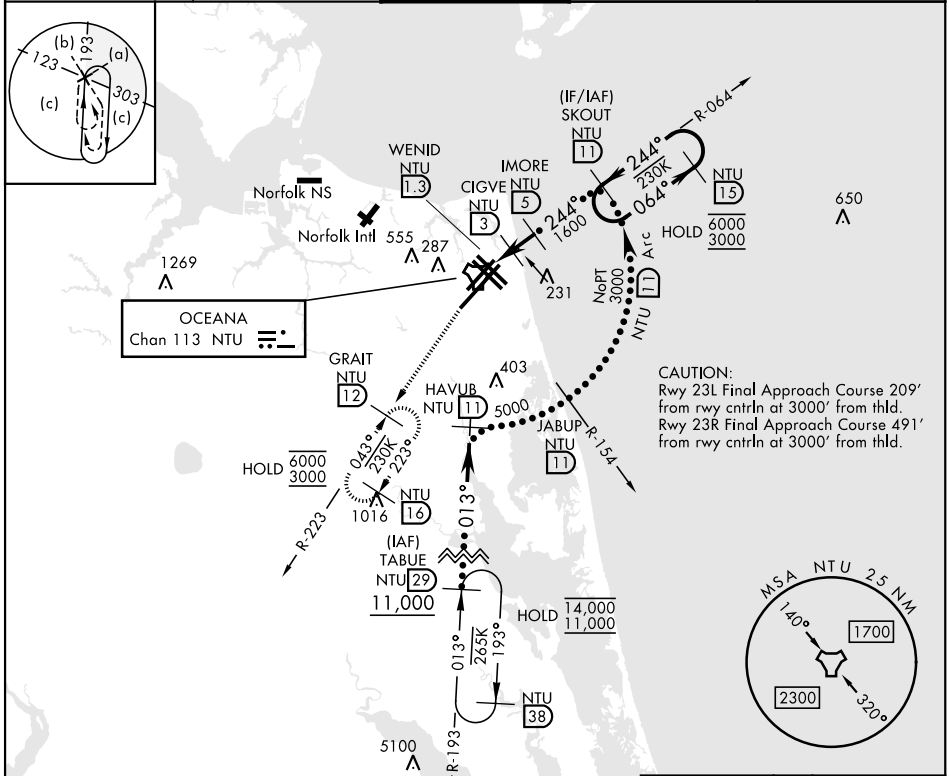 (b)
193
(a)
123
303
(c)
(c)
(IF/IAF)
SKOUT
NTU
11
R-064
244°
230K
064°
NTU
15
HOLD 6000
3000
650
WENID
NTU
1.3
IMORE
NTU
5
CIGVE
NTU
3
244°
1600
Norfolk NS
Norfolk Intl
555
287
231
1269
NoPT
3000
NTU 11 Arc
OCEANA
Chan 113 NTU
GRAIT
NTU
12
HAVUB
NTU 11
403
5000
JABUP
NTU
11
R-154
CAUTION:
Rwy 23L Final Approach Course 209'
from rwy cntrln at 3000' from thld.
Rwy 23R Final Approach Course 491'
from rwy cntrln at 3000' from thld.
043°
230K
223°
HOLD 6000
3000
NTU
16
1016
R-223
013°
(IAF)
TABUE
NTU 29
11,000
HOLD 14,000
11,000
013°
265K
193°
NTU
38
R-193
5100
MSA NTU 25 NM
140°
1700
2300
320°